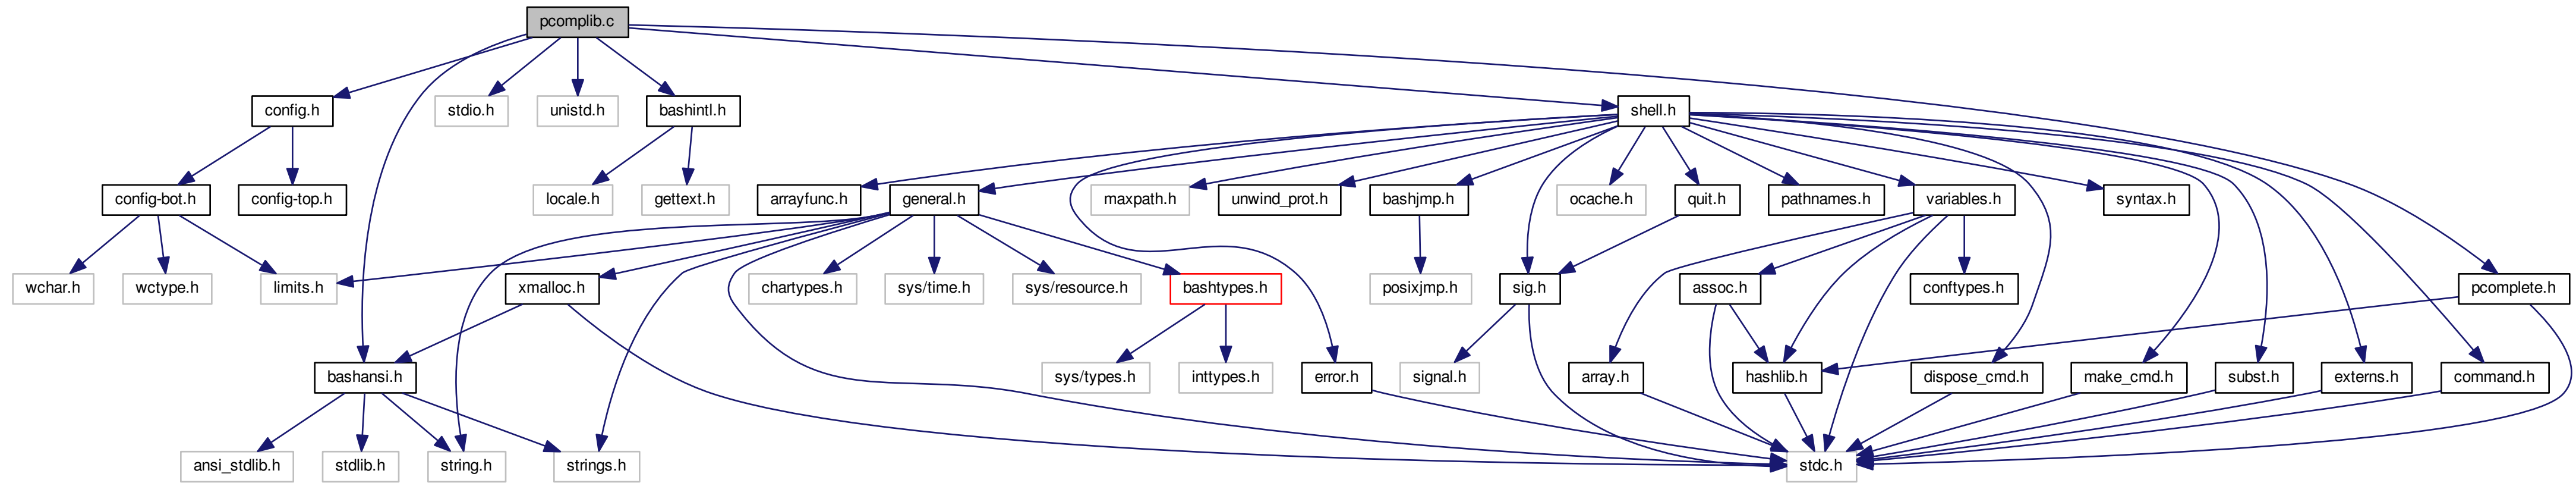 pcomplib.c
config.h
stdio.h
unistd.h
bashintl.h
shell.h
config-bot.h
config-top.h
locale.h
gettext.h
arrayfunc.h
general.h
maxpath.h
unwind_prot.h
bashjmp.h
ocache.h
quit.h
pathnames.h
variables.h
syntax.h
wchar.h
wctype.h
limits.h
xmalloc.h
chartypes.h
sys/time.h
sys/resource.h
bashtypes.h
posixjmp.h
sig.h
assoc.h
conftypes.h
pcomplete.h
bashansi.h
sys/types.h
inttypes.h
error.h
signal.h
array.h
hashlib.h
dispose_cmd.h
make_cmd.h
subst.h
externs.h
command.h
ansi_stdlib.h
stdlib.h
string.h
strings.h
stdc.h